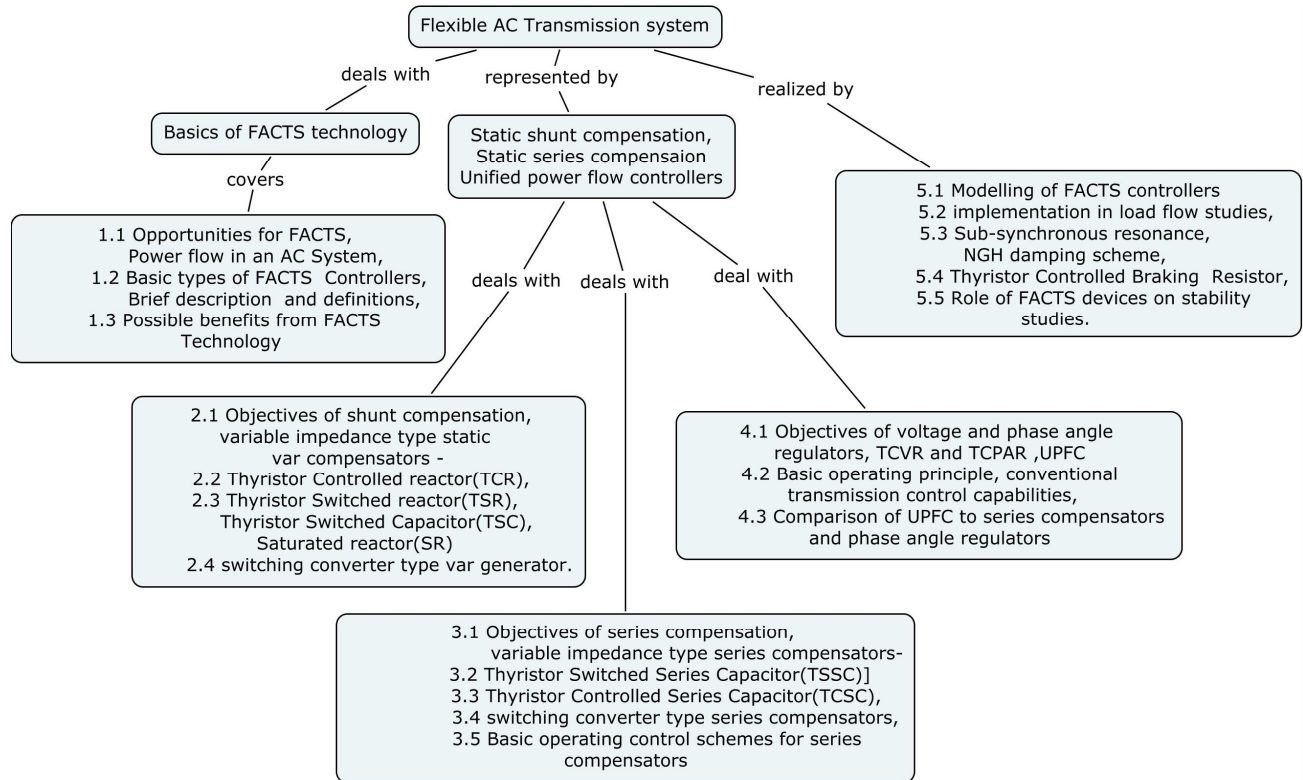 Flexible AC Transmission system
deals with
represented by
realized by
Basics of FACTS technology
Static shunt compensation,
Static series compensaion
Unified power flow controllers
covers
1.1 Opportunities for FACTS,
Power flow in an AC System,
1.2 Basic types of FACTS Controllers,
Brief description and definitions,
1.3 Possible benefits from FACTS
Technology
5.1 Modelling of FACTS controllers
5.2 implementation in load flow studies,
5.3 Sub-synchronous resonance,
NGH damping scheme,
5.4 Thyristor Controlled Braking Resistor,
5.5 Role of FACTS devices on stability
studies.
deals with
deals with
deal with
2.1 Objectives of shunt compensation,
variable impedance type static
var compensators -
2.2 Thyristor Controlled reactor(TCR),
2.3 Thyristor Switched reactor(TSR),
Thyristor Switched Capacitor(TSC),
Saturated reactor(SR)
2.4 switching converter type var generator.
4.1 Objectives of voltage and phase angle
regulators, TCVR and TCPAR ,UPFC
4.2 Basic operating principle, conventional
transmission control capabilities,
4.3 Comparison of UPFC to series compensators
and phase angle regulators
3.1 Objectives of series compensation,
variable impedance type series compensators-
3.2 Thyristor Switched Series Capacitor(TSSC)]
3.3 Thyristor Controlled Series Capacitor(TCSC),
3.4 switching converter type series compensators,
3.5 Basic operating control schemes for series
compensators